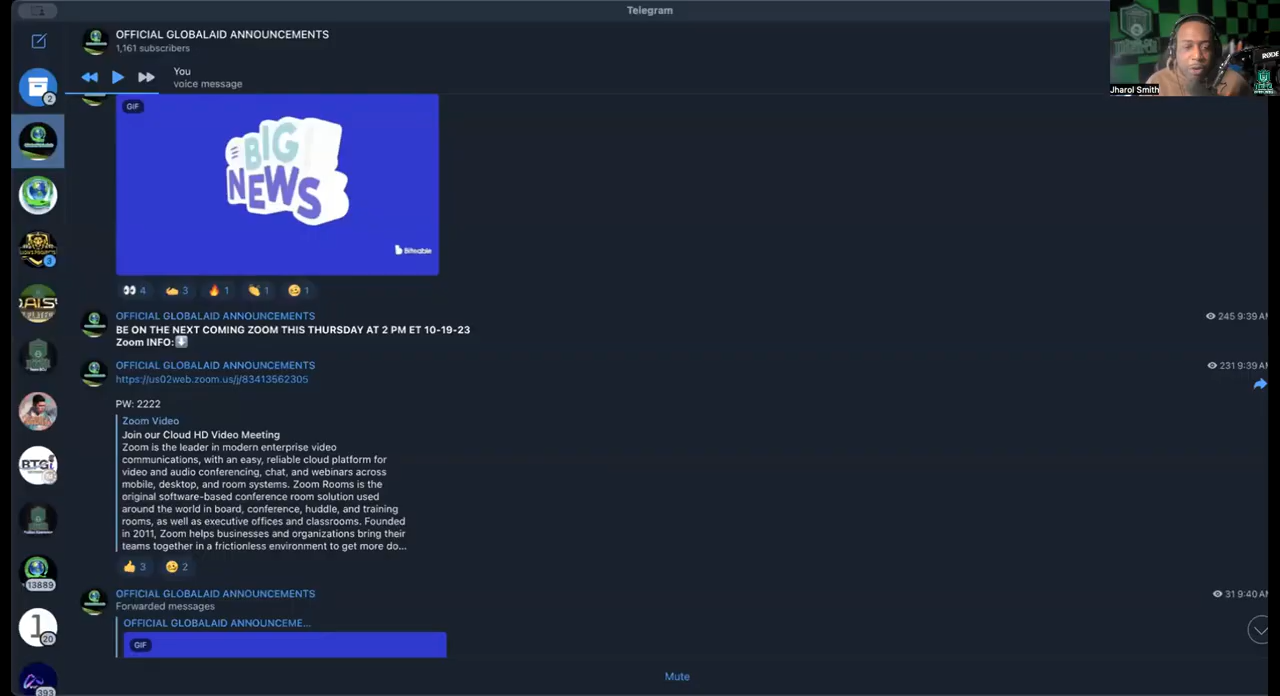 Telegram
OFFICIAL GLOBALAID ANNOUNCEMENTS
1,161 subscribers
You
voice message
RØDE
Jharol Smith
GIF
BIG
NEWS
Biteable
2
3
4 3 1 1 1
OFFICIAL GLOBALAID ANNOUNCEMENTS
245 9:39 AM
BE ON THE NEXT COMING ZOOM THIS THURSDAY AT 2 PM ET 10-19-23
Zoom INFO:
OFFICIAL GLOBALAID ANNOUNCEMENTS
231 9:39 AM
https://us02web.zoom.us/j/83413562305
PW: 2222
Zoom Video
Join our Cloud HD Video Meeting
Zoom is the leader in modern enterprise video
communications, with an easy, reliable cloud platform for
video and audio conferencing, chat, and webinars across
mobile, desktop, and room systems. Zoom Rooms is the
original software-based conference room solution used
around the world in board, conference, huddle, and training
rooms, as well as executive offices and classrooms. Founded
in 2011, Zoom helps businesses and organizations bring their
teams together in a frictionless environment to get more do...
3 2
BTG
13889
OFFICIAL GLOBALAID ANNOUNCEMENTS
31 9:40 AM
Forwarded messages
OFFICIAL GLOBALAID ANNOUNCEME...
GIF
1
20
Mute
393